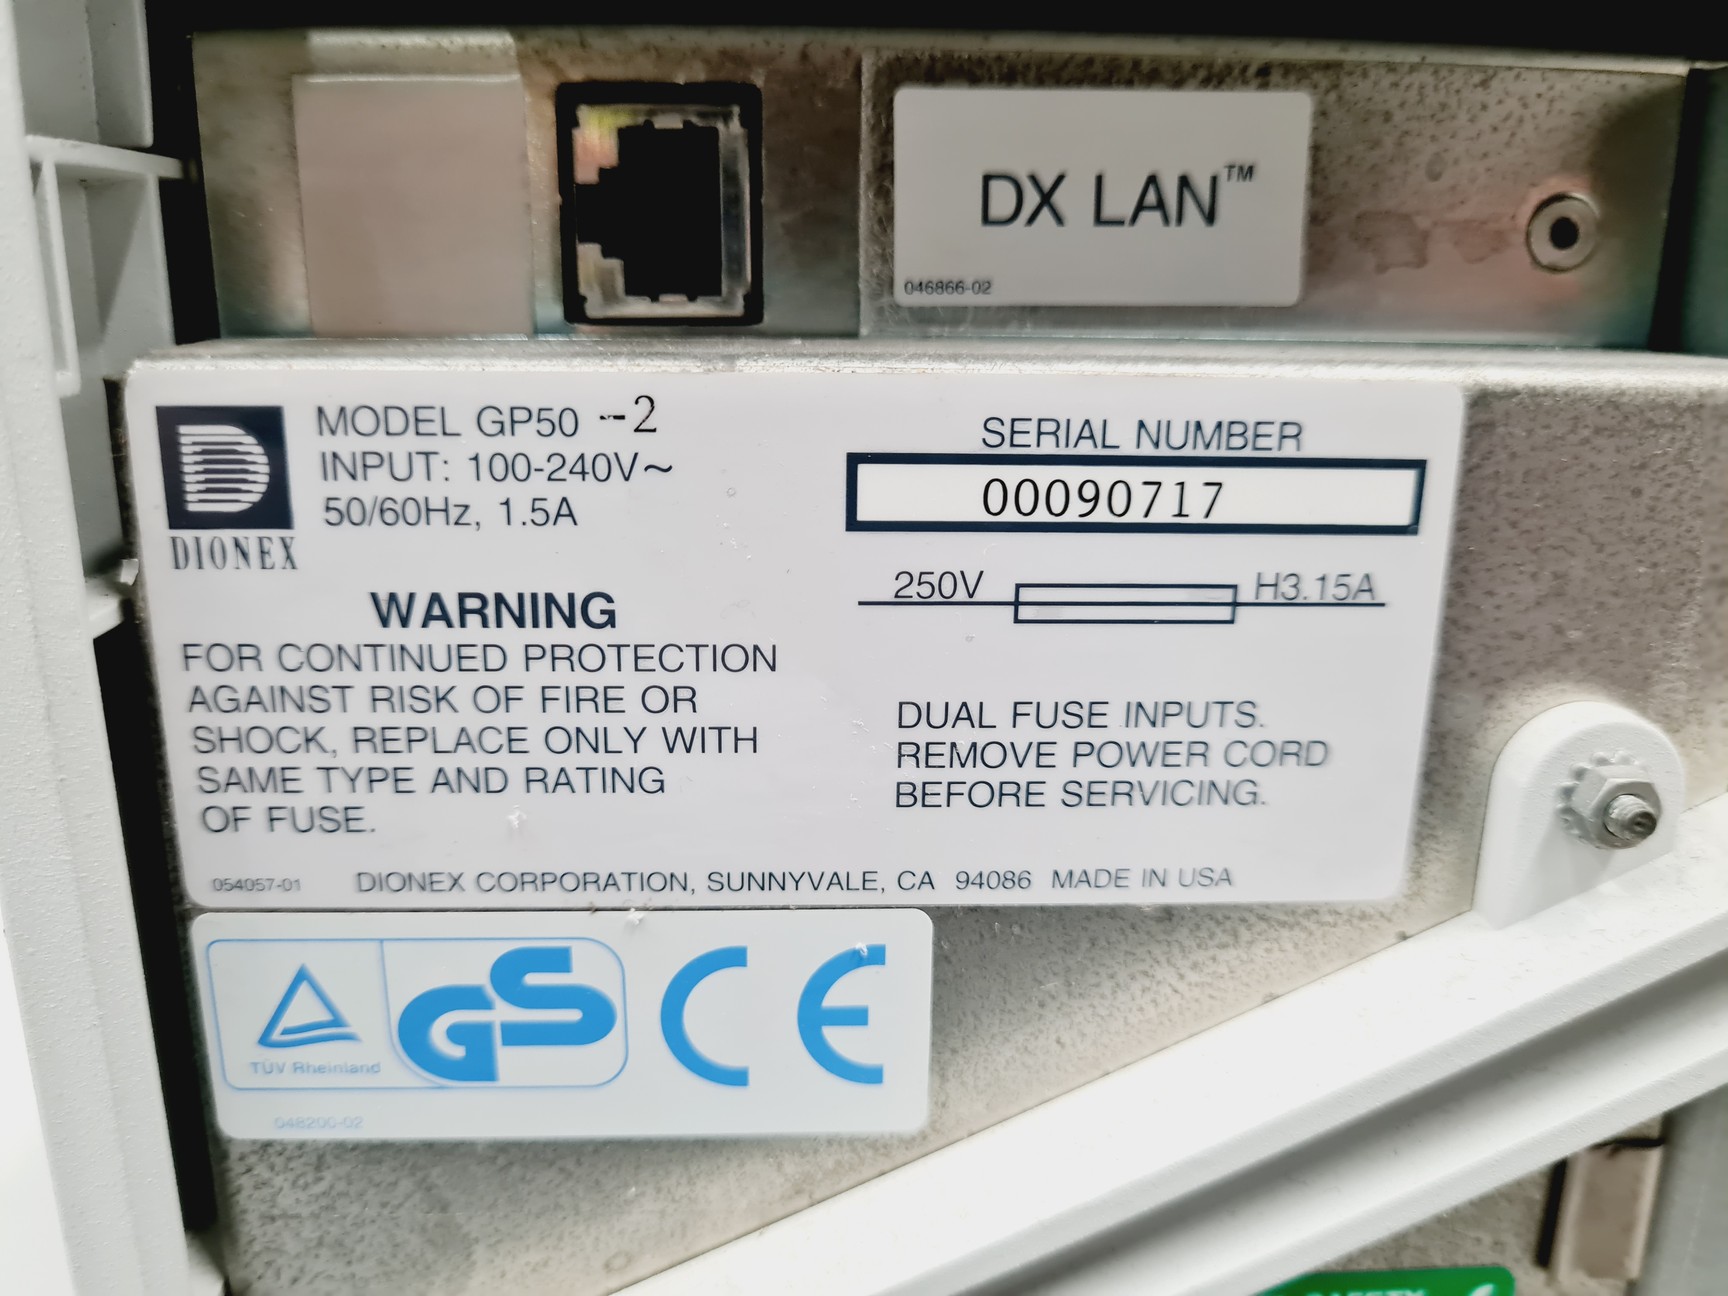 DX LAN™
046866-02
MODEL GP50 -2
INPUT: 100-240V~
50/60Hz, 1.5A
DIONEX
SERIAL NUMBER
00090717
250V H3.15A
WARNING
FOR CONTINUED PROTECTION
AGAINST RISK OF FIRE OR
SHOCK, REPLACE ONLY WITH
SAME TYPE AND RATING
OF FUSE.
DUAL FUSE INPUTS.
REMOVE POWER CORD
BEFORE SERVICING.
054057-01 DIONEX CORPORATION, SUNNYVALE, CA 94086 MADE IN USA
TÜV Rheinland
GS CE
048200-02
SAFETY